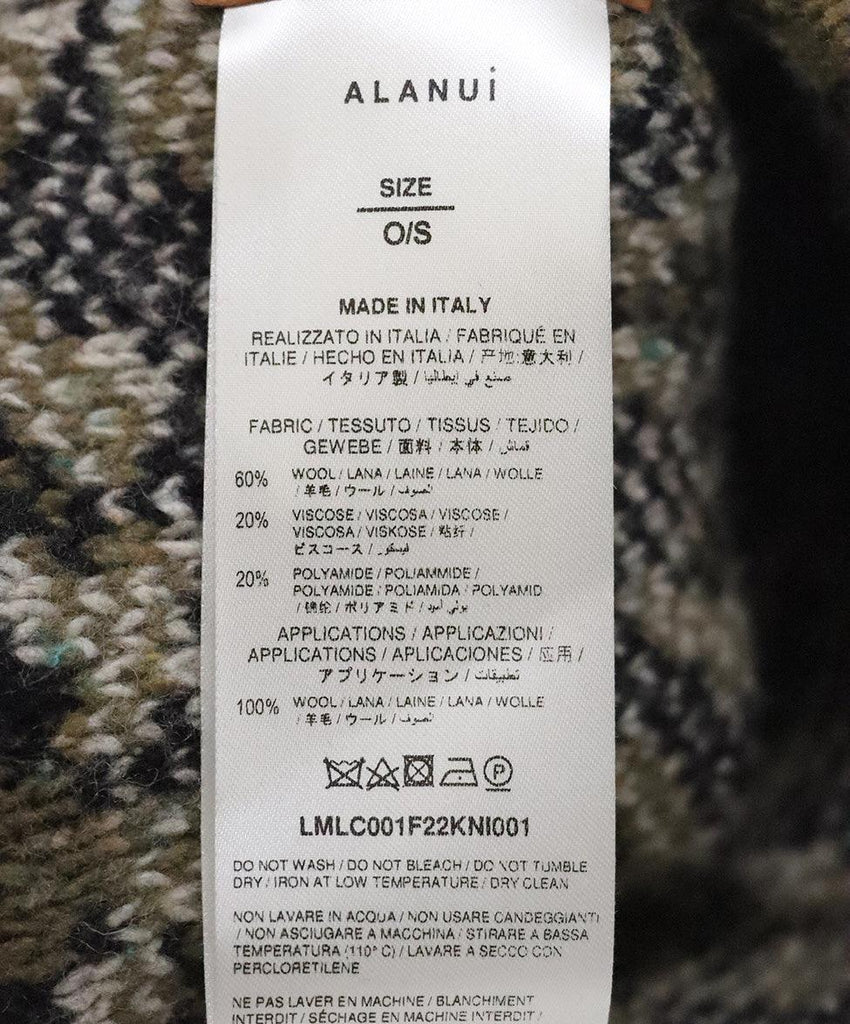 ALANUi
SIZE
O/S
MADE IN ITALY
REALIZZATO IN ITALIA / FABRIQUÉ EN
ITALIE / HECHO EN ITALIA / 产地:意大利 /
イタリア製 / صنع في إيطاليا
FABRIC / TESSUTO / TISSUS / TEJIDO /
GEWEBE / 面料 / 本体 / قماش
60% WOOL / LANA / LAINE / LANA / WOLLE
/ 羊毛 / ウール / الصوف
20% VISCOSE / VISCOSA / VISCOSE /
VISCOSA / VISKOSE / 粘纤 /
ビスコース / فيسكوز
20% POLYAMIDE / POLIAMMIDE /
POLYAMIDE / POLIAMIDA / POLYAMID
/ 锦纶 / ポリアミド / بولي أميد
APPLICATIONS / APPLICAZIONI /
APPLICATIONS / APLICACIONES / 应用 /
アプリケーション / تطبيقات
100% WOOL / LANA / LAINE / LANA / WOLLE
/ 羊毛 / ウール / الصوف
P
LMLC001F22KNI001
DO NOT WASH / DO NOT BLEACH / DO NOT TUMBLE
DRY / IRON AT LOW TEMPERATURE / DRY CLEAN
NON LAVARE IN ACQUA / NON USARE CANDEGGIANTI
/ NON ASCIUGARE A MACCHINA / STIRARE A BASSA
TEMPERATURA (110° C) / LAVARE A SECCO CON
PERCLORETILENE
NE PAS LAVER EN MACHINE / BLANCHIMENT
INTERDIT / SÉCHAGE EN MACHINE INTERDIT /